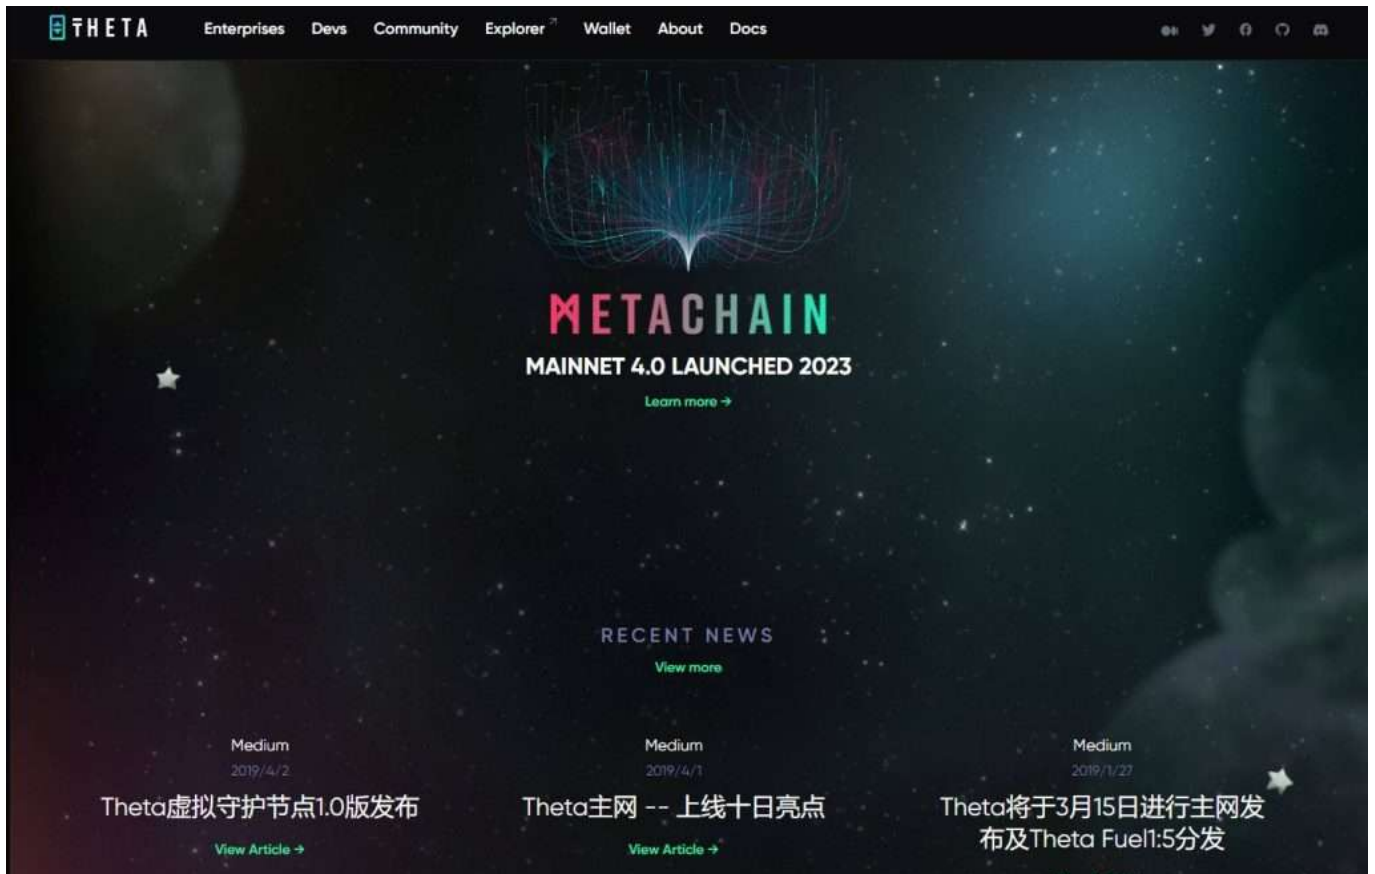 THETA Enterprises Devs Community Explorer Wallet About Docs
METACHAIN
MAINNET 4.0 LAUNCHED 2023
Learn more →
RECENT NEWS
View more
Medium Medium Medium
2019/4/2 2019/4/1 2019/1/27
Theta虚拟守护节点1.0版发布 Theta主网 -- 上线十日亮点 Theta将于3月15日进行主网发
布及Theta Fuel1:5分发
View Article → View Article →